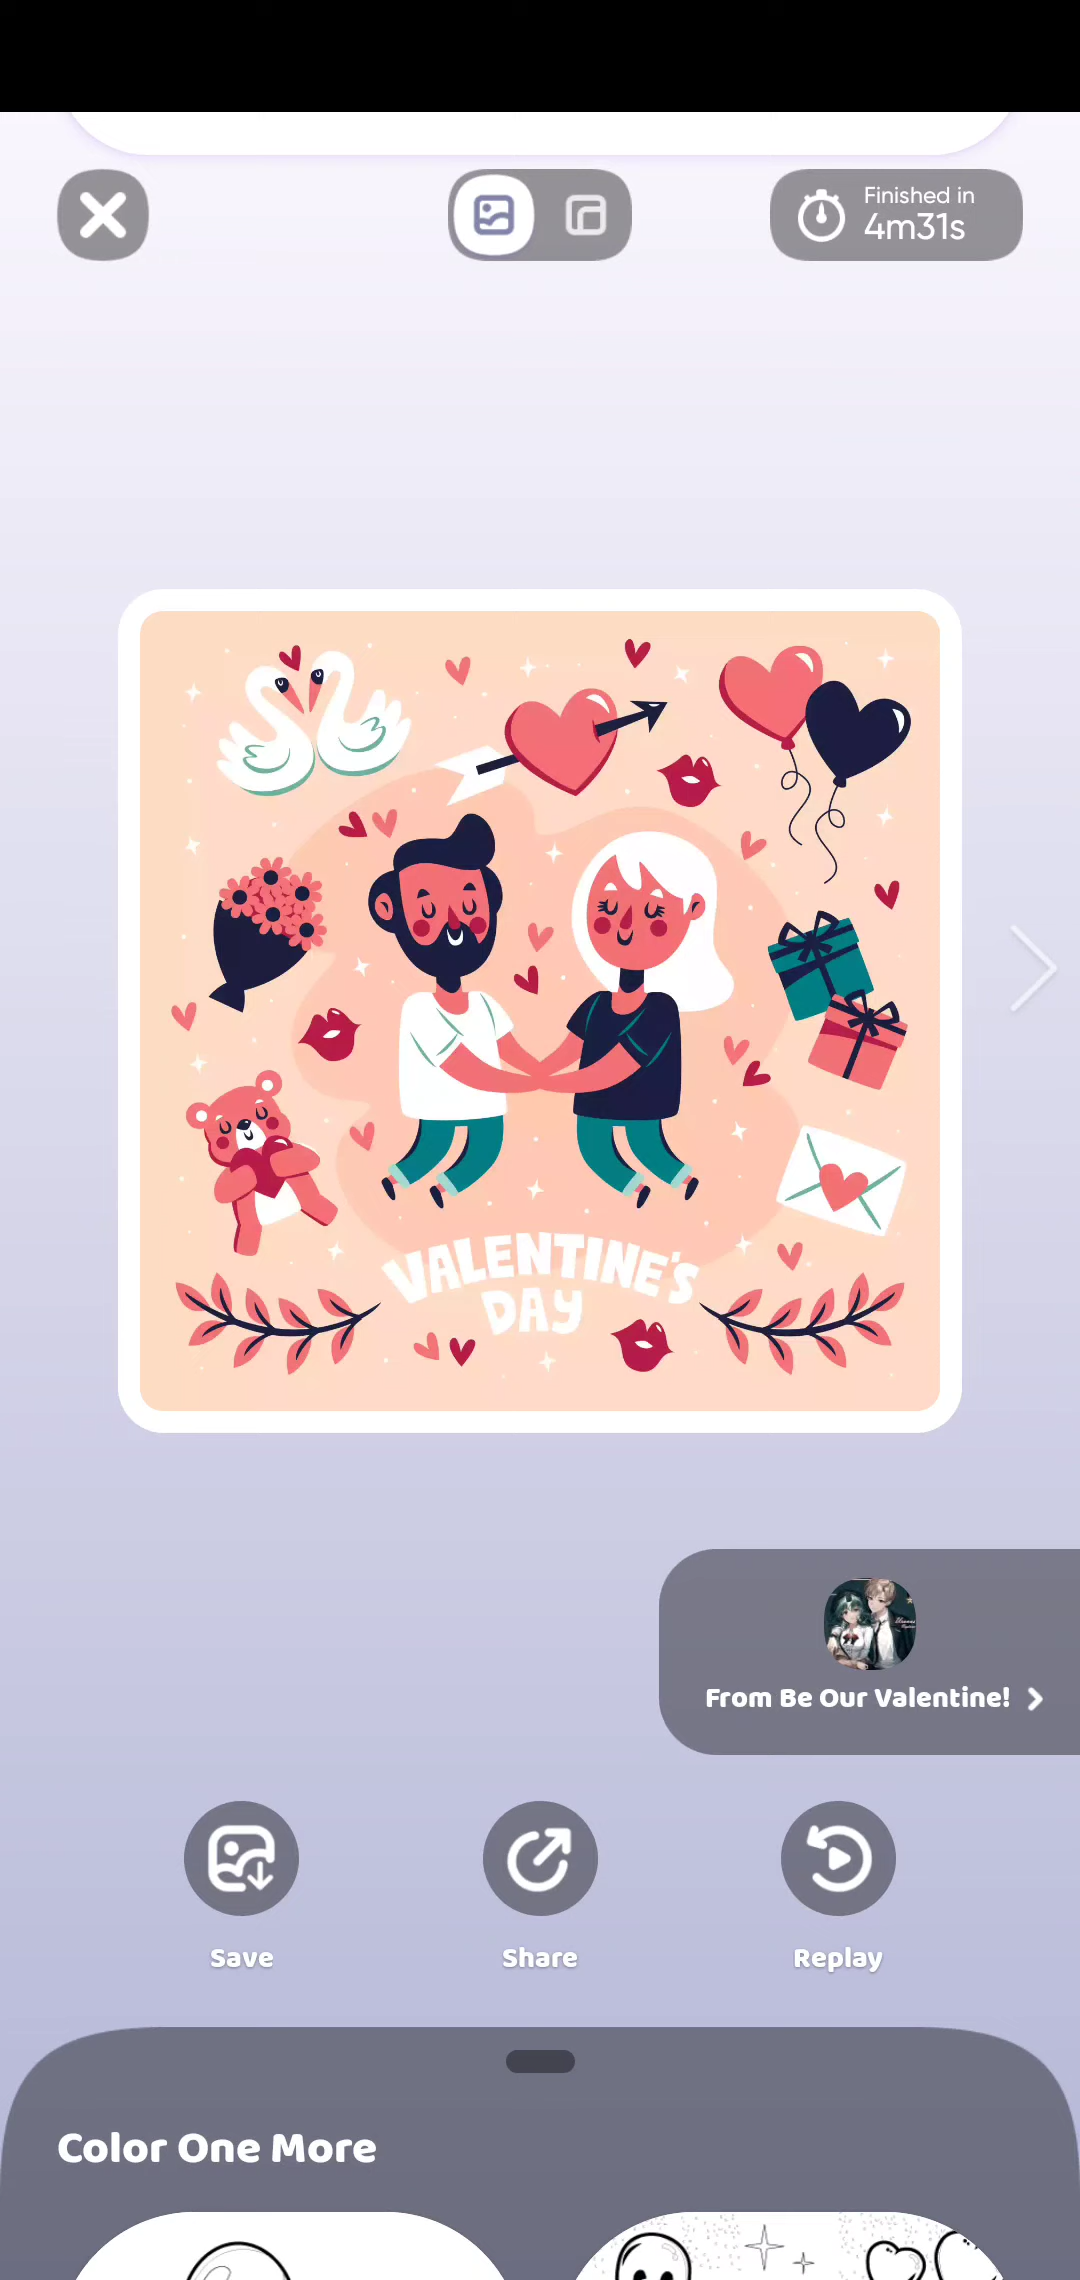 Finished in
4m31s
VALENTINE'S
DAY
From Be Our Valentine!
Save
Share
Replay
Color One More